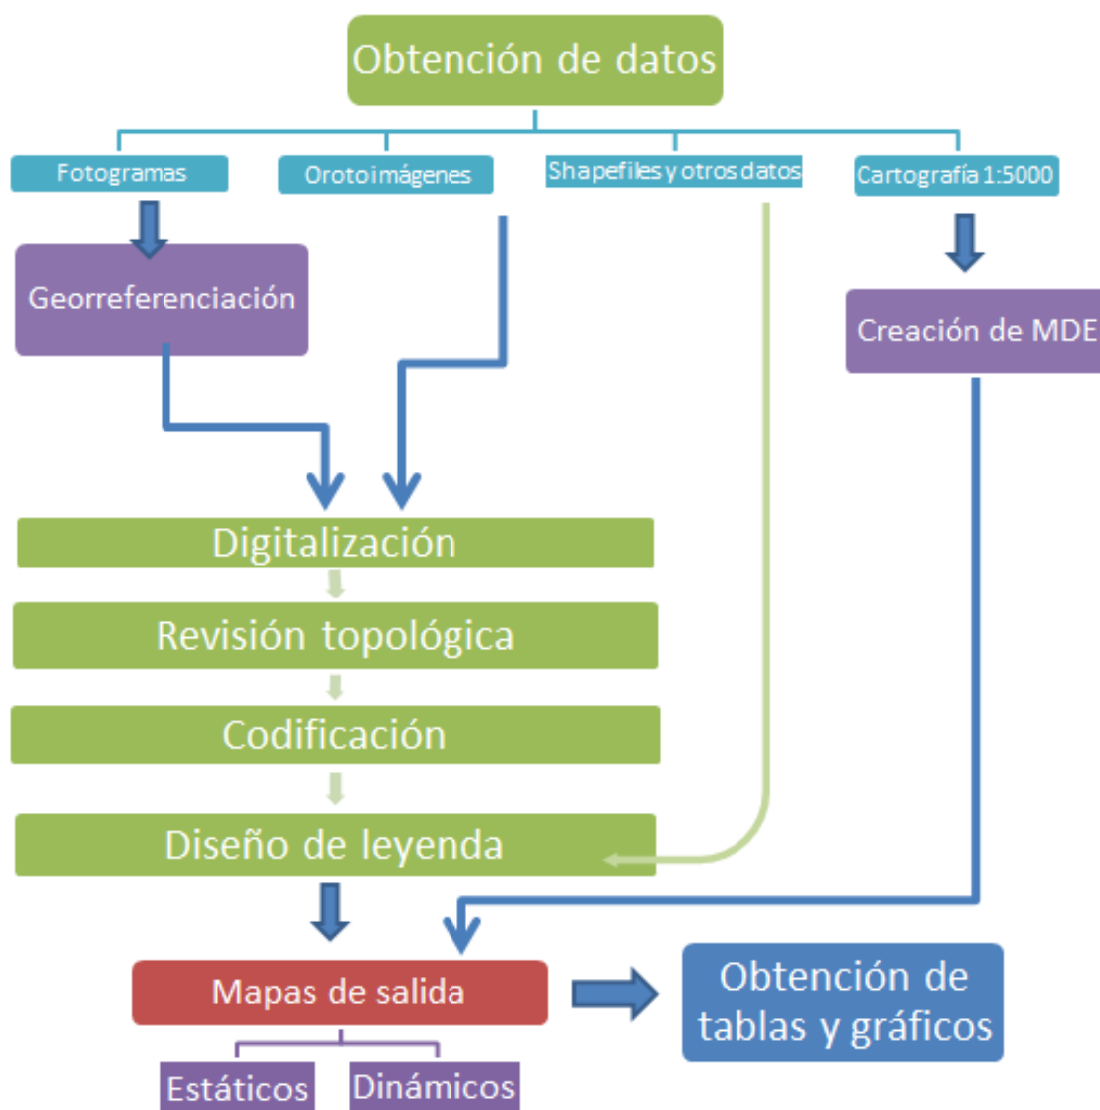 Obtención de datos
Fotogramas
Orotoimágenes
Shapefiles y otros datos
Cartografía 1:5000
Georreferenciación
Creación de MDE
Digitalización
Revisión topológica
Codificación
Diseño de leyenda
Mapas de salida
Obtención de
tablas y gráficos
Estáticos
Dinámicos